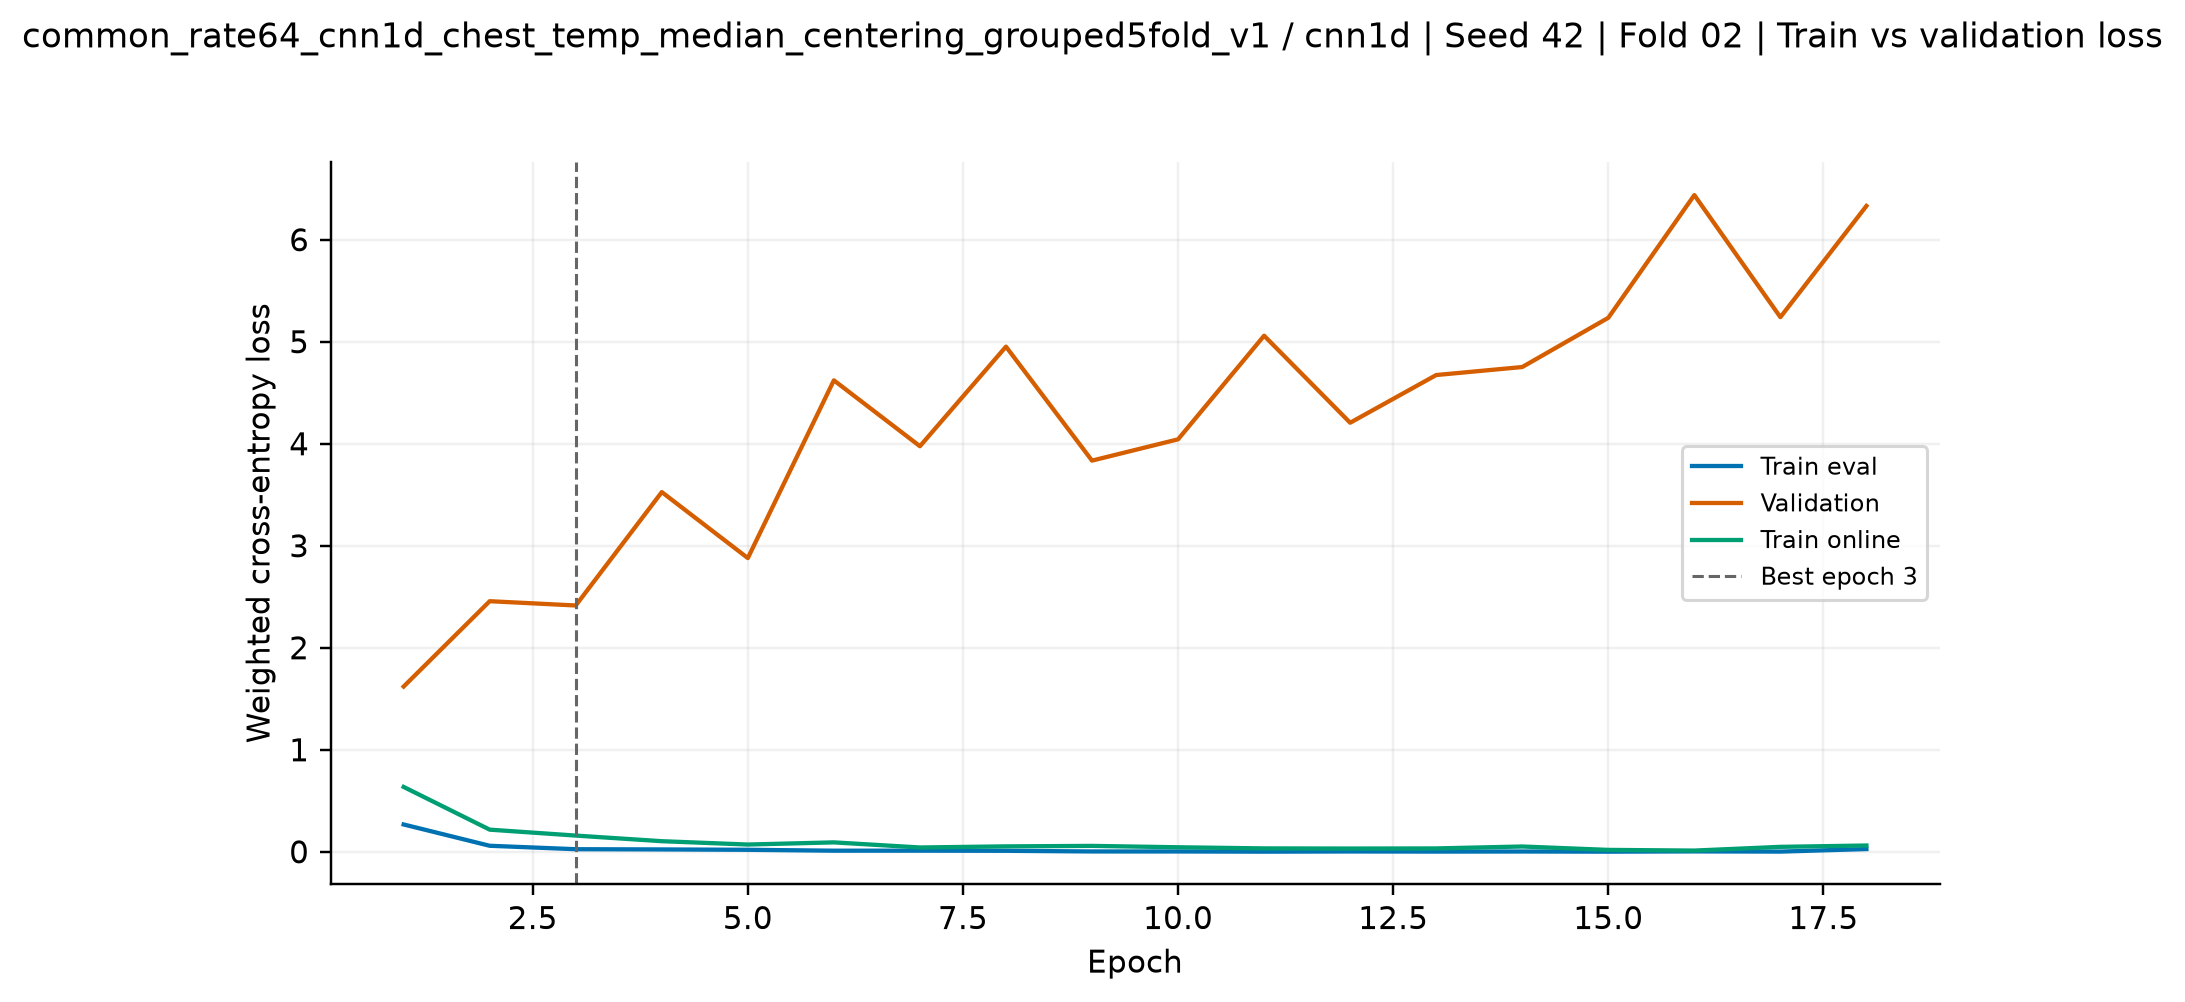 common_rate64_cnn1d_chest_temp_median_centering_grouped5fold_v1 / cnn1d | Seed 42 | Fold 02 | Train vs validation loss
Weighted cross-entropy loss
6
5
4
3
2
1
0
Train eval
Validation
Train online
Best epoch 3
2.5 5.0 7.5 10.0 12.5 15.0 17.5
Epoch